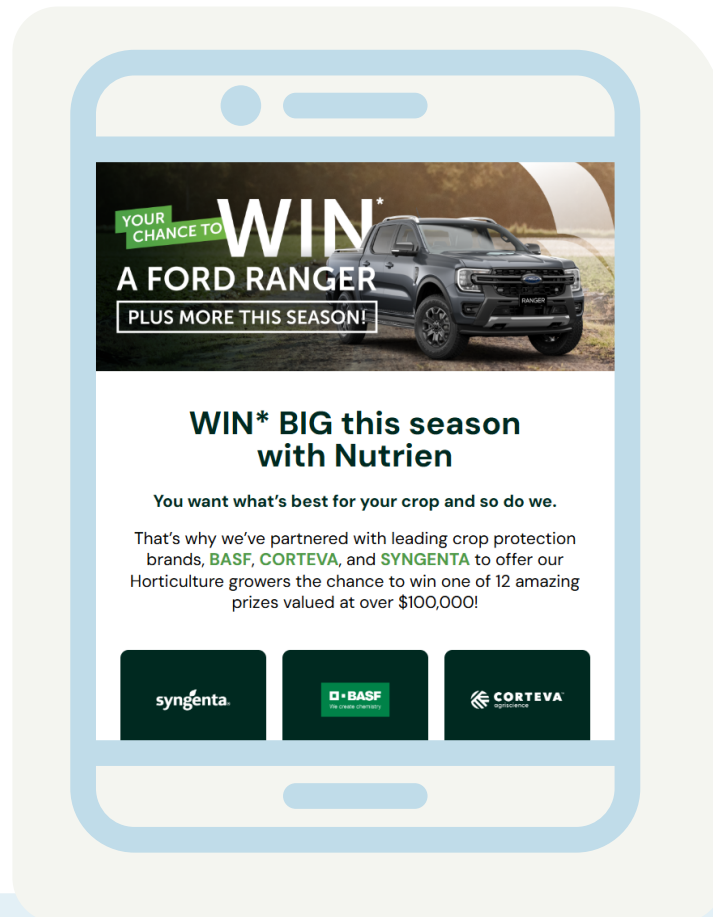 YOUR
CHANCE TO
WIN*
A FORD RANGER
PLUS MORE THIS SEASON!
RANGER
WIN* BIG this season
with Nutrien
You want what's best for your crop and so do we.
That's why we've partnered with leading crop protection
brands, BASF, CORTEVA, and SYNGENTA to offer our
Horticulture growers the chance to win one of 12 amazing
prizes valued at over $100,000!
syngenta.
BASF
We create chemistry
CORTEVA™
agriscience